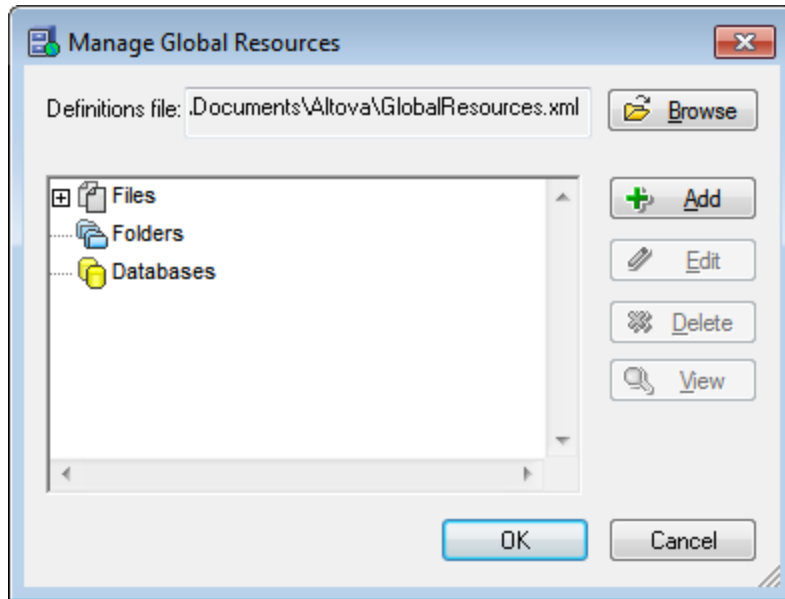 Manage Global Resources
Definitions file: .Documents\Altova\GlobalResources.xml Browse
Files
Folders
Databases
Add
Edit
Delete
View
OK Cancel